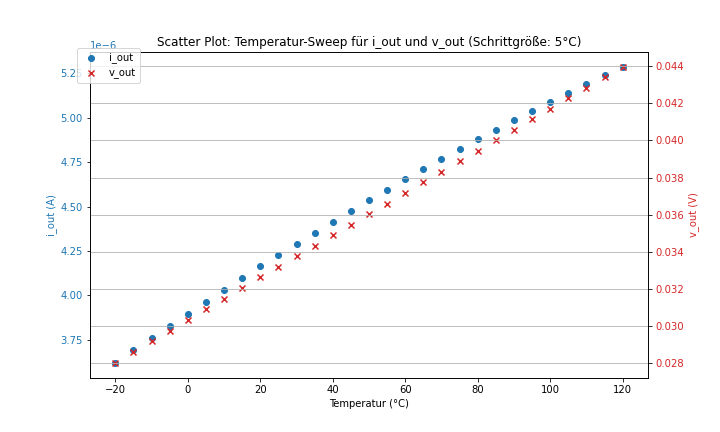 Scatter Plot: Temperatur-Sweep für i_out und v_out (Schrittgröße: 5°C)
1e−6
i_out
v_out
5.25
5.00
4.75
4.50
4.25
4.00
3.75
i_out (A)
0.044
0.042
0.040
0.038
0.036
0.034
0.032
0.030
0.028
v_out (V)
−20 0 20 40 60 80 100 120
Temperatur (°C)